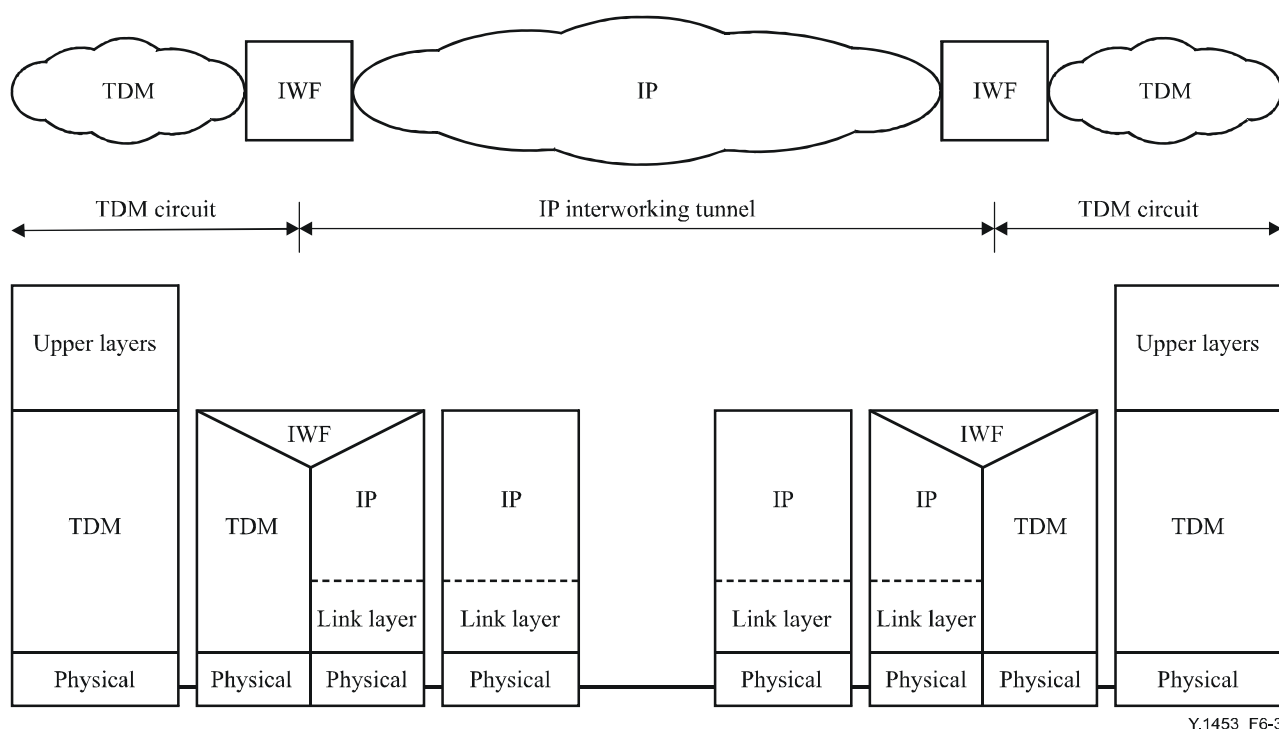 TDM IWF IP IWF TDM
TDM circuit IP interworking tunnel TDM circuit
Upper layers Upper layers
IWF IWF
TDM TDM IP IP IP IP TDM TDM
Link layer Link layer Link layer Link layer
Physical Physical Physical Physical Physical Physical Physical Physical
Y.1453_F6-3